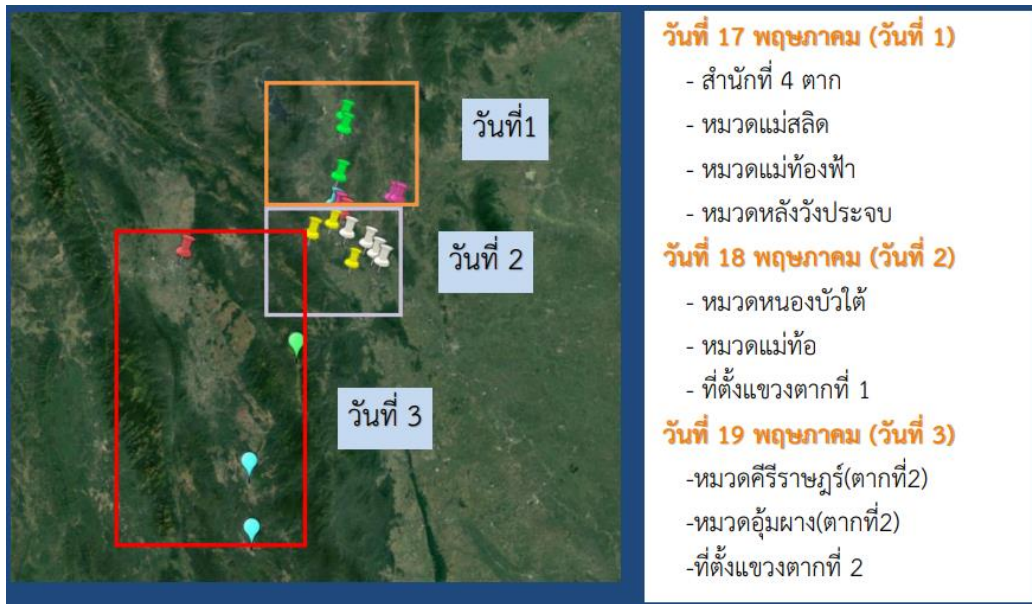 วันที่1
วันที่ 2
วันที่ 3
วันที่ 17 พฤษภาคม (วันที่ 1)
- สำนักที่ 4 ตาก
- หมวดแม่สลิด
- หมวดแม่ท้องฟ้า
- หมวดหลังวังประจบ
วันที่ 18 พฤษภาคม (วันที่ 2)
- หมวดหนองบัวใต้
- หมวดแม่ท้อ
- ที่ตั้งแขวงตากที่ 1
วันที่ 19 พฤษภาคม (วันที่ 3)
-หมวดคีรีราษฎร์(ตากที่2)
-หมวดอุ้มผาง(ตากที่2)
-ที่ตั้งแขวงตากที่ 2